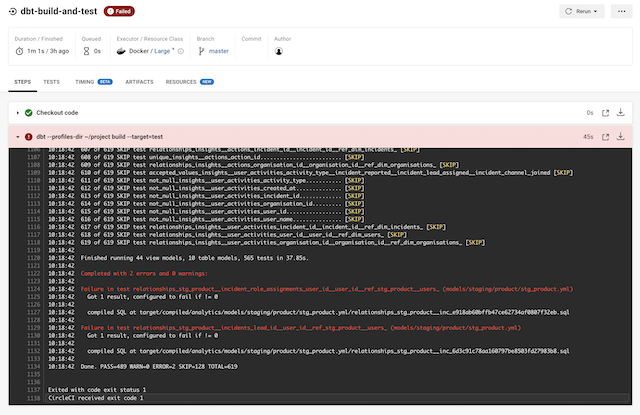 dbt-build-and-test
Failed
Rerun
Duration / Finished
1m 1s / 3h ago
Queued
0s
Executor / Resource Class
Docker / Large
Branch
master
Commit
Author
STEPS
TESTS
TIMING BETA
ARTIFACTS
RESOURCES NEW
Checkout code
0s
dbt --profiles-dir ~/project build --target=test
45s
1106 10:18:42 607 of 619 SKIP test relationships_insights__actions_incident_id__incident_id__ref_dim_incidents_ [SKIP]
1107 10:18:42 608 of 619 SKIP test unique_insights__actions_action_id...................... [SKIP]
1108 10:18:42 609 of 619 SKIP test relationships_insights__actions_organisation_id__organisation_id__ref_dim_organisations_ [SKIP]
1109 10:18:42 610 of 619 SKIP test accepted_values_insights__user_activities_activity_type__incident_reported__incident_lead_assigned__incident_channel_joined [SKIP]
1110 10:18:42 611 of 619 SKIP test not_null_insights__user_activities_activity_type........... [SKIP]
1111 10:18:42 612 of 619 SKIP test not_null_insights__user_activities_created_at............. [SKIP]
1112 10:18:42 613 of 619 SKIP test not_null_insights__user_activities_incident_id............ [SKIP]
1113 10:18:42 614 of 619 SKIP test not_null_insights__user_activities_organisation_id........ [SKIP]
1114 10:18:42 615 of 619 SKIP test not_null_insights__user_activities_user_id................ [SKIP]
1115 10:18:42 616 of 619 SKIP test not_null_insights__user_activities_user_name.............. [SKIP]
1116 10:18:42 617 of 619 SKIP test relationships_insights__user_activities_incident_id__incident_id__ref_dim_incidents_ [SKIP]
1117 10:18:42 618 of 619 SKIP test relationships_insights__user_activities_user_id__user_id__ref_dim_users_ [SKIP]
1118 10:18:42 619 of 619 SKIP test relationships_insights__user_activities_organisation_id__organisation_id__ref_dim_organisations_ [SKIP]
1119 10:18:42
1120 10:18:42 Finished running 44 view models, 10 table models, 565 tests in 37.85s.
1121 10:18:42
1122 10:18:42 Completed with 2 errors and 0 warnings:
1123 10:18:42
1124 10:18:42 Failure in test relationships_stg_product__incident_role_assignments_user_id__user_id__ref_stg_product__users_ (models/staging/product/stg_product.yml)
1125 10:18:42 Got 1 result, configured to fail if != 0
1126 10:18:42
1127 10:18:42 compiled SQL at target/compiled/analytics/models/staging/product/stg_product.yml/relationships_stg_product__inc_e918ab60bffb47ce62734af0807f32eb.sql
1128 10:18:42
1129 10:18:42 Failure in test relationships_stg_product__incidents_lead_id__user_id__ref_stg_product__users_ (models/staging/product/stg_product.yml)
1130 10:18:42 Got 1 result, configured to fail if != 0
1131 10:18:42
1132 10:18:42 compiled SQL at target/compiled/analytics/models/staging/product/stg_product.yml/relationships_stg_product__inc_6d3c91c78aa160797be8503fd27983b8.sql
1133 10:18:42
1134 10:18:42 Done. PASS=489 WARN=0 ERROR=2 SKIP=128 TOTAL=619
1135
1136
1137 Exited with code exit status 1
1138 CircleCI received exit code 1